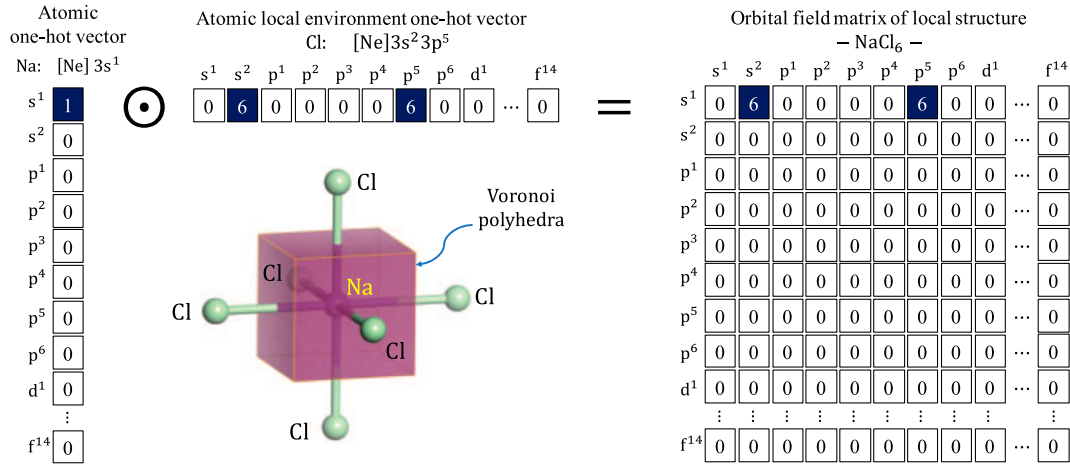 Atomic
one-hot vector
Na: [Ne] 3s¹
s¹ 1
s² 0
p¹ 0
p² 0
p³ 0
p⁴ 0
p⁵ 0
p⁶ 0
d¹ 0
⋮
f¹⁴ 0
⊙
Atomic local environment one-hot vector
Cl: [Ne]3s²3p⁵
s¹ s² p¹ p² p³ p⁴ p⁵ p⁶ d¹ f¹⁴
0 6 0 0 0 0 6 0 0 ⋯ 0
Cl
Voronoi
polyhedra
Cl
Na
Cl
Cl
Cl
Cl
=
Orbital field matrix of local structure
– NaCl₆ –
s¹ s² p¹ p² p³ p⁴ p⁵ p⁶ d¹ f¹⁴
s¹ 0 6 0 0 0 0 6 0 0 ⋯ 0
s² 0 0 0 0 0 0 0 0 0 ⋯ 0
p¹ 0 0 0 0 0 0 0 0 0 ⋯ 0
p² 0 0 0 0 0 0 0 0 0 ⋯ 0
p³ 0 0 0 0 0 0 0 0 0 ⋯ 0
p⁴ 0 0 0 0 0 0 0 0 0 ⋯ 0
p⁵ 0 0 0 0 0 0 0 0 0 ⋯ 0
p⁶ 0 0 0 0 0 0 0 0 0 ⋯ 0
d¹ 0 0 0 0 0 0 0 0 0 ⋯ 0
⋮ ⋮ ⋮ ⋮ ⋮ ⋮ ⋮ ⋮ ⋮ ⋮ ⋯ ⋮
f¹⁴ 0 0 0 0 0 0 0 0 0 ⋯ 0